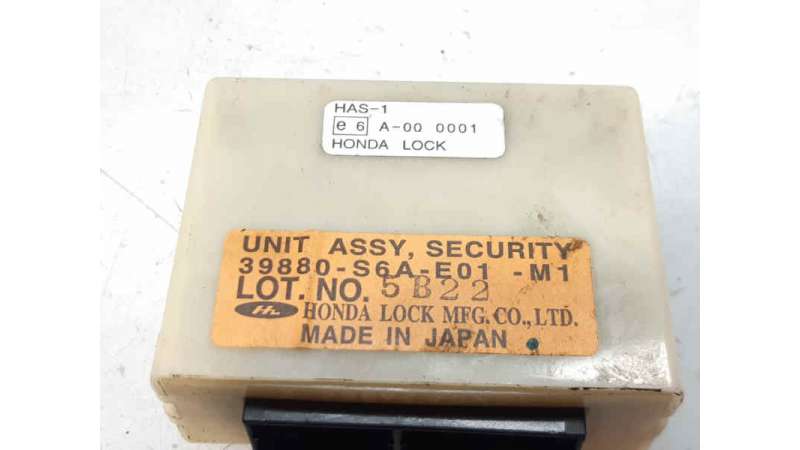 HAS-1
e 6 A-00 0001
HONDA LOCK
UNIT ASSY, SECURITY
39880-S6A-E01 -M1
LOT. NO. 5B22
HL HONDA LOCK MFG. CO., LTD.
MADE IN JAPAN